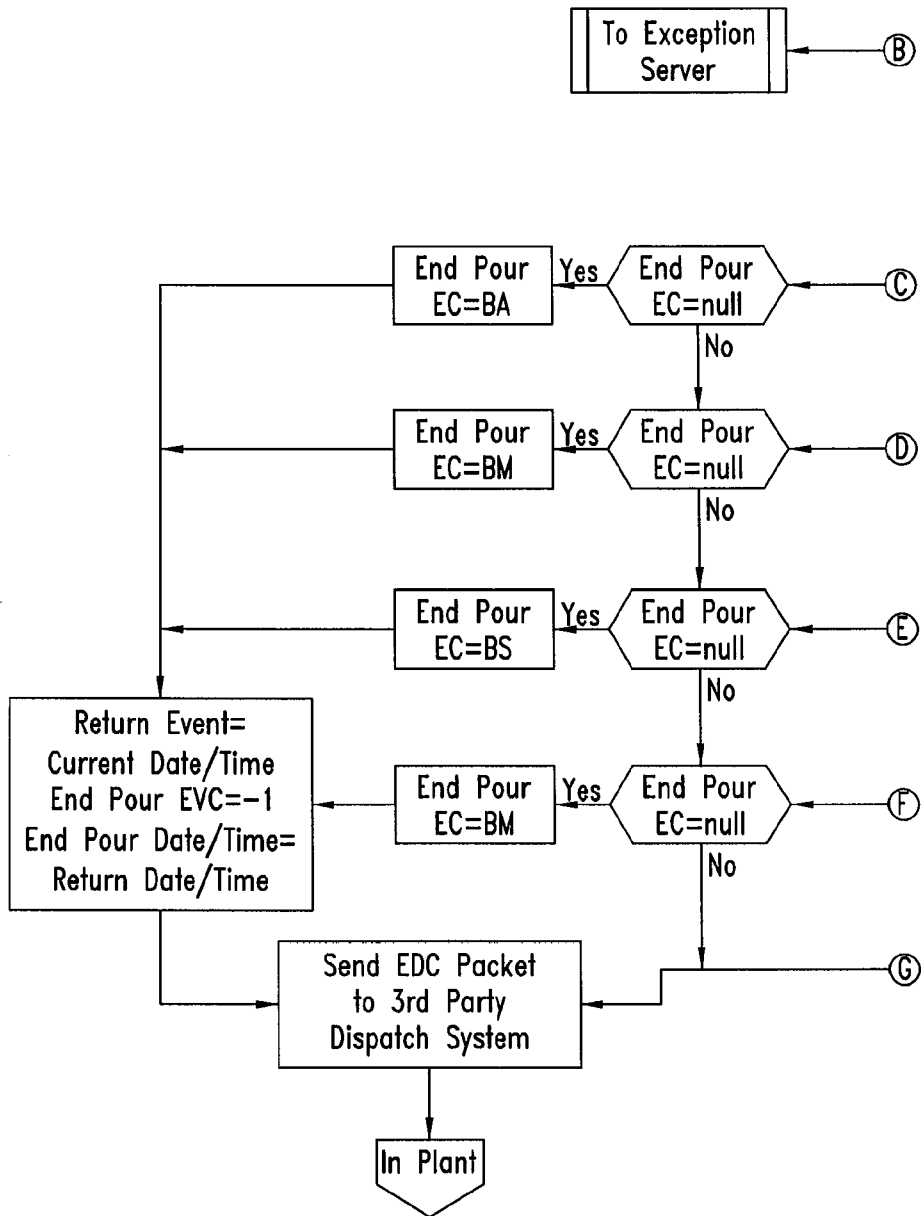 To Exception
Server
B
End Pour
EC=BA
Yes
End Pour
EC=null
C
No
End Pour
EC=BM
Yes
End Pour
EC=null
D
No
End Pour
EC=BS
Yes
End Pour
EC=null
E
No
Return Event=
Current Date/Time
End Pour EVC=-1
End Pour Date/Time=
Return Date/Time
End Pour
EC=BM
Yes
End Pour
EC=null
F
No
Send EDC Packet
to 3rd Party
Dispatch System
G
In Plant